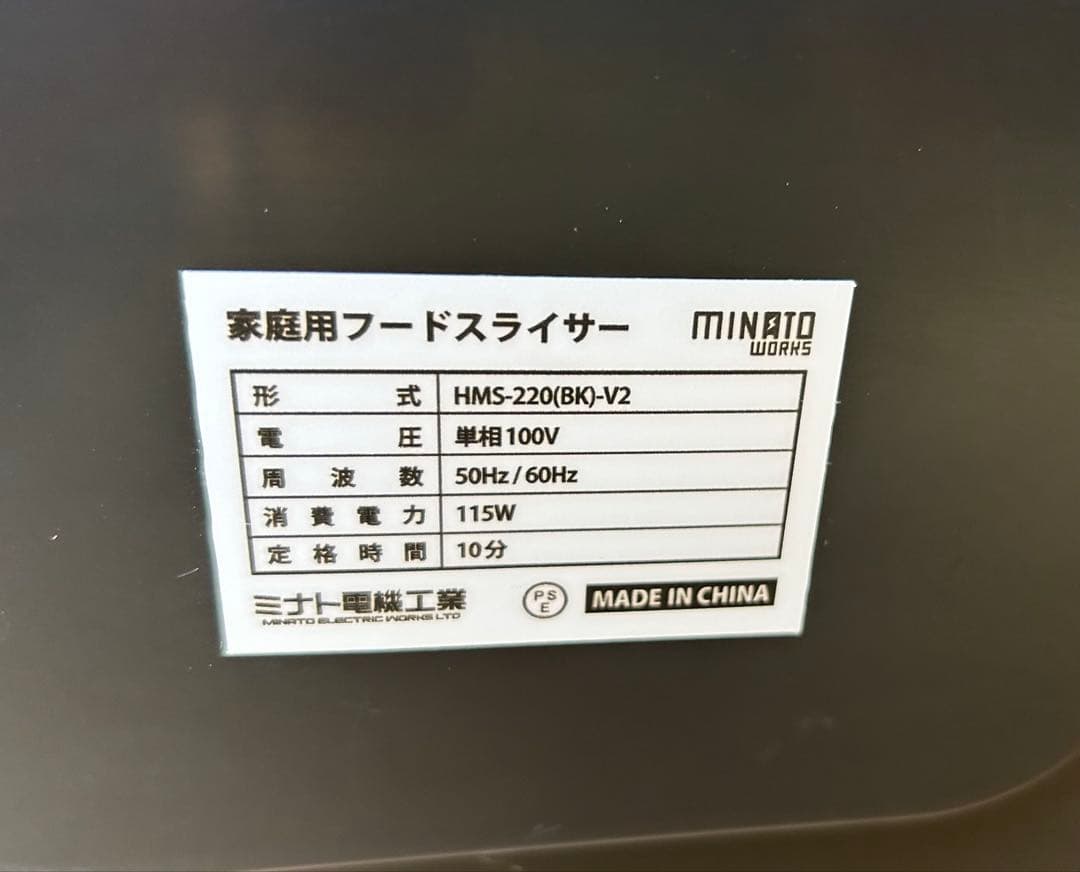 家庭用フードスライサー MINATO WORKS
形式 HMS-220(BK)-V2
電圧 単相100V
周波数 50Hz / 60Hz
消費電力 115W
定格時間 10分
ミナト電機工業 PSE MADE IN CHINA
MINATO ELECTRIC WORKS LTD